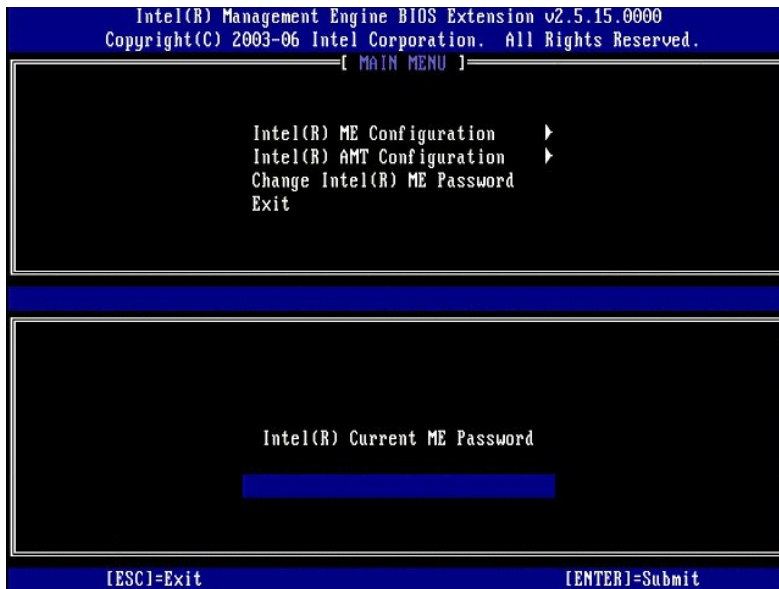 Intel(R) Management Engine BIOS Extension v2.5.15.0000
Copyright(C) 2003-06 Intel Corporation. All Rights Reserved.
[ MAIN MENU ]
Intel(R) ME Configuration
Intel(R) AMT Configuration
Change Intel(R) ME Password
Exit
Intel(R) Current ME Password
[ESC]=Exit [ENTER]=Submit